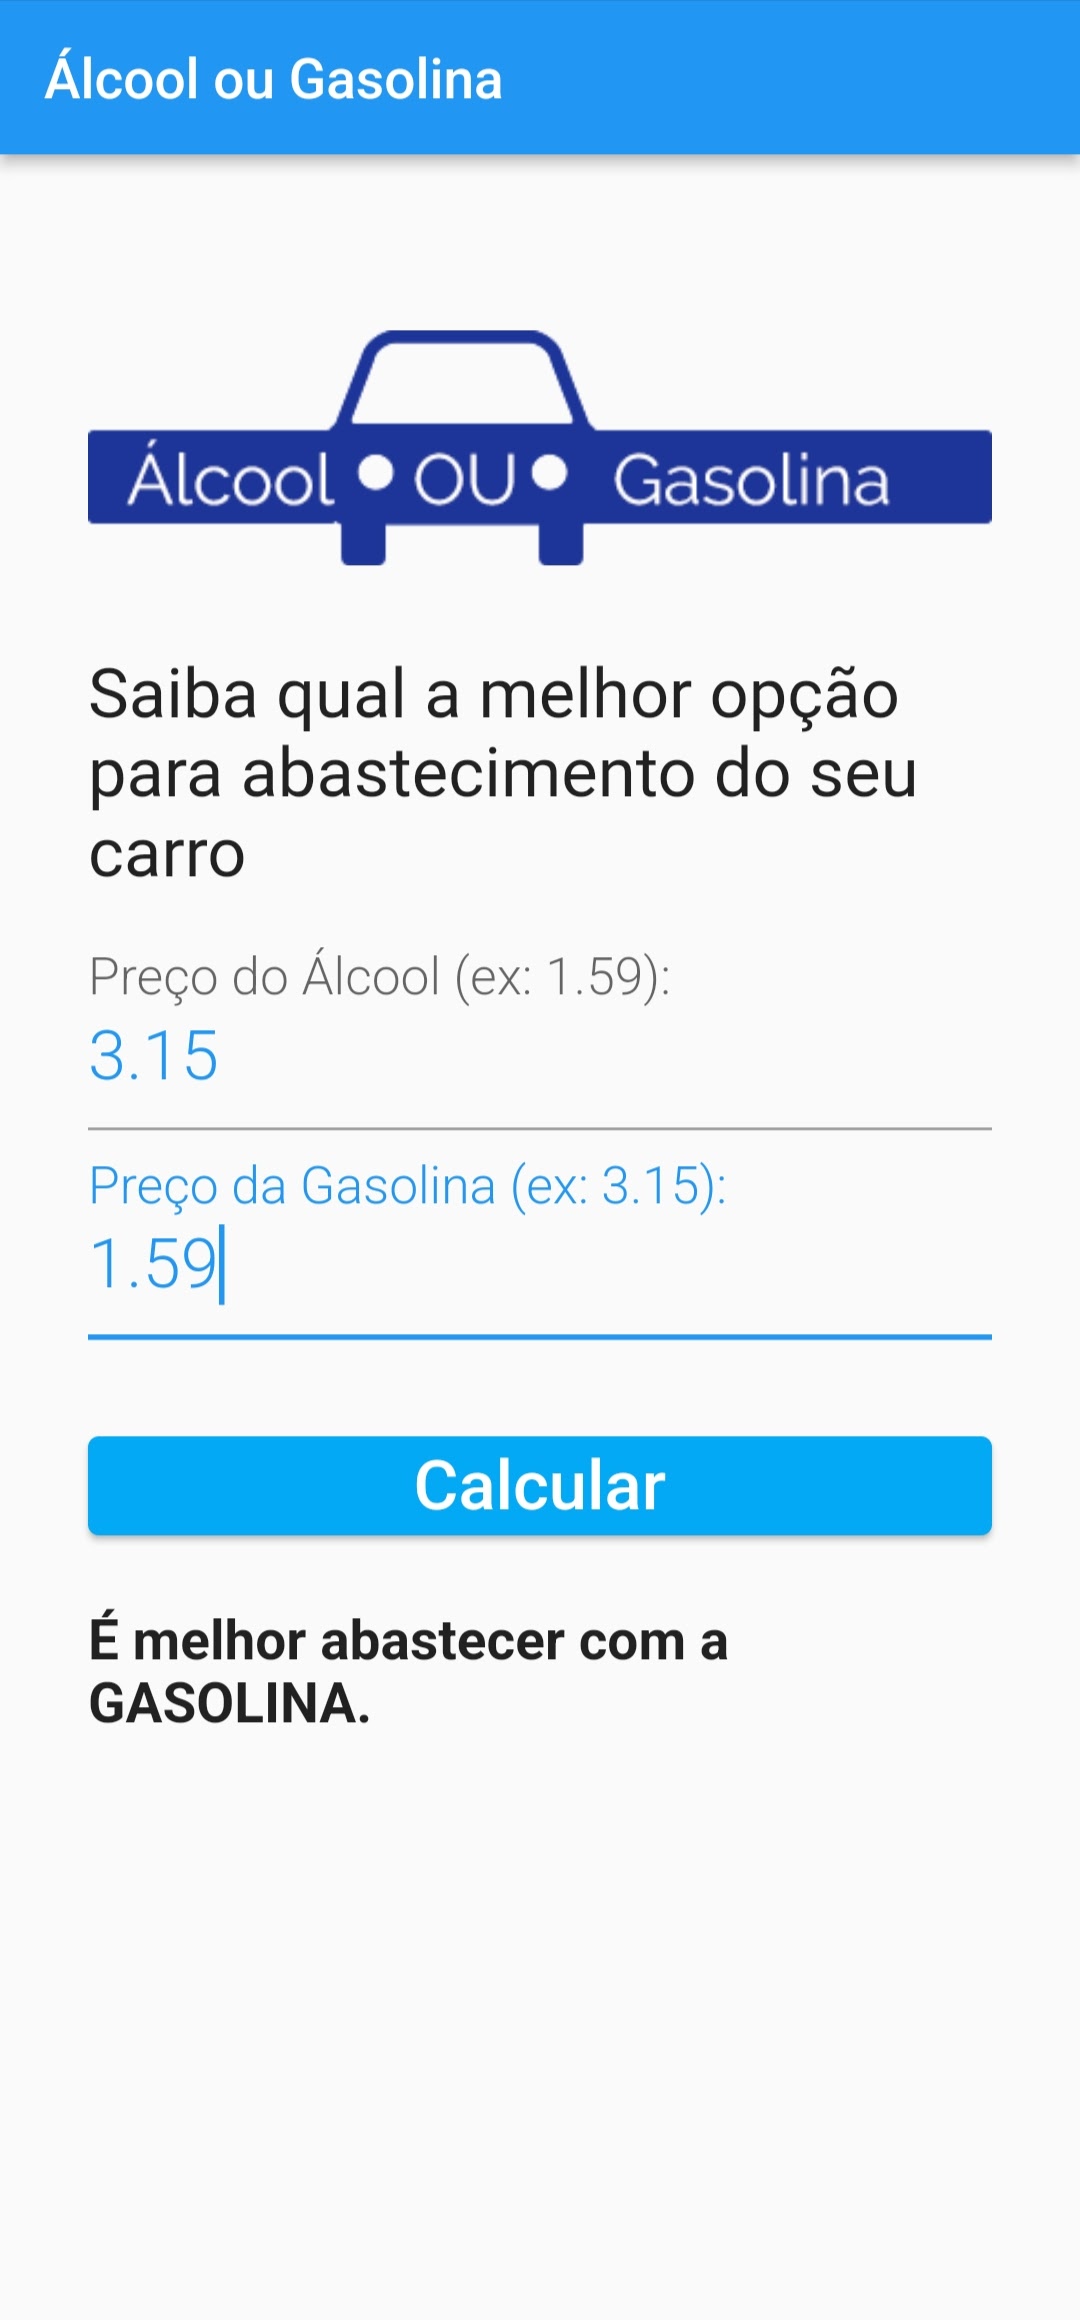 Álcool ou Gasolina
Álcool OU Gasolina
Saiba qual a melhor opção
para abastecimento do seu
carro
Preço do Álcool (ex: 1.59):
3.15
Preço da Gasolina (ex: 3.15):
1.59
Calcular
É melhor abastecer com a
GASOLINA.